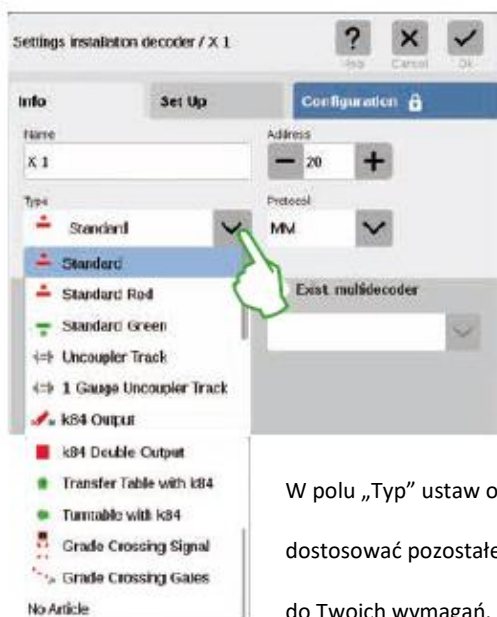 Settings installation decoder / X 1
?
Help
Cancel
Ok
Info
Set Up
Configuration
Name
Address
X 1
20
Type
Protocol
Standard
MM
Standard
Exist. multidecoder
Standard Red
Standard Green
Uncoupler Track
1 Gauge Uncoupler Track
k84 Output
k84 Double Output
Transfer Table with k84
Turntable with k84
Grade Crossing Signal
Grade Crossing Gates
No Article
W polu „Typ” ustaw o
dostosować pozostałe
do Twoich wymagań.